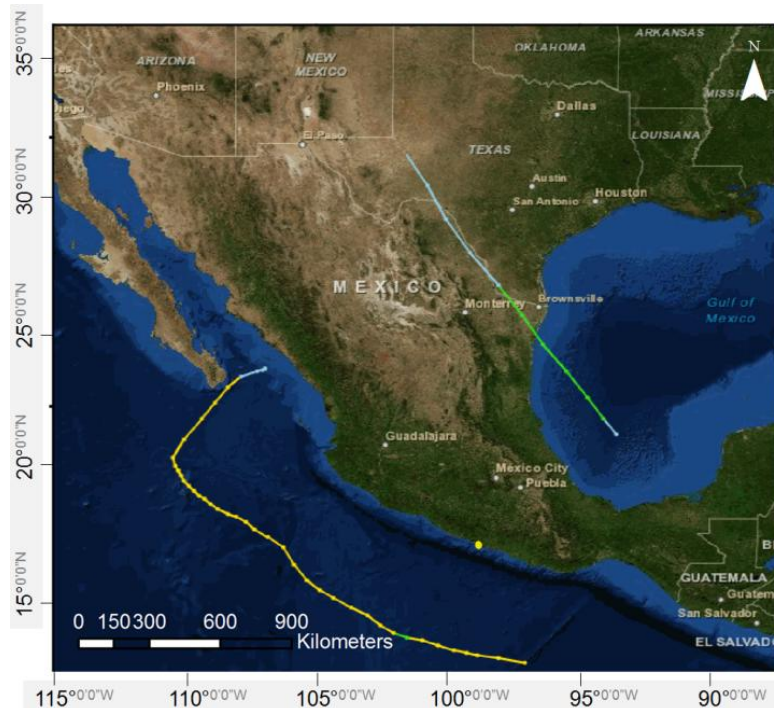 35°0'0"N
30°0'0"N
25°0'0"N
20°0'0"N
15°0'0"N
ARIZONA
NEW
MEXICO
OKLAHOMA
ARKANSAS
N
Phoenix
El Paso
Dallas
TEXAS
LOUISIANA
Austin
San Antonio
Houston
MEXICO
Monterrey
Brownsville
Gulf of
Mexico
Guadalajara
Mexico City
Puebla
GUATEMALA
San Salvador
0 150 300 600 900
Kilometers
115°0'0"W 110°0'0"W 105°0'0"W 100°0'0"W 95°0'0"W 90°0'0"W